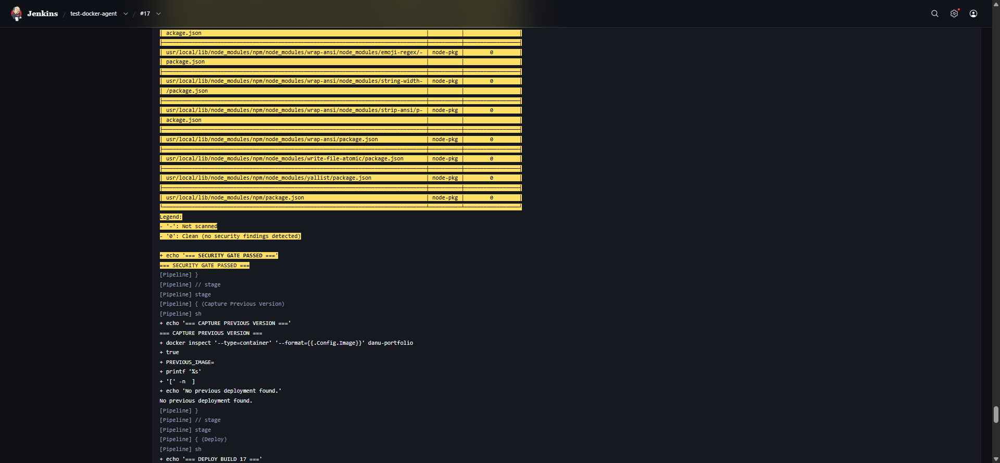 Jenkins / test-docker-agent / #17
ackage.json
usr/local/lib/node_modules/npm/node_modules/wrap-ansi/node_modules/emoji-regex/- │ node-pkg │ 0
package.json
usr/local/lib/node_modules/npm/node_modules/wrap-ansi/node_modules/string-width- │ node-pkg │ 0
/package.json
usr/local/lib/node_modules/npm/node_modules/wrap-ansi/node_modules/strip-ansi/p- │ node-pkg │ 0
ackage.json
usr/local/lib/node_modules/npm/node_modules/wrap-ansi/package.json │ node-pkg │ 0
usr/local/lib/node_modules/npm/node_modules/write-file-atomic/package.json │ node-pkg │ 0
usr/local/lib/node_modules/npm/node_modules/yallist/package.json │ node-pkg │ 0
usr/local/lib/node_modules/npm/package.json │ node-pkg │ 0
Legend:
- '-': Not scanned
- '0': Clean (no security findings detected)
+ echo '=== SECURITY GATE PASSED ==='
=== SECURITY GATE PASSED ===
[Pipeline] }
[Pipeline] // stage
[Pipeline] stage
[Pipeline] { (Capture Previous Version)
[Pipeline] sh
+ echo '=== CAPTURE PREVIOUS VERSION ==='
=== CAPTURE PREVIOUS VERSION ===
+ docker inspect '--type=container' '--format={{.Config.Image}}' danu-portfolio
+ true
+ PREVIOUS_IMAGE=
+ printf '%s'
+ '[' -n  ]
+ echo 'No previous deployment found.'
No previous deployment found.
[Pipeline] }
[Pipeline] // stage
[Pipeline] stage
[Pipeline] { (Deploy)
[Pipeline] sh
+ echo '=== DEPLOY BUILD 17 ==='